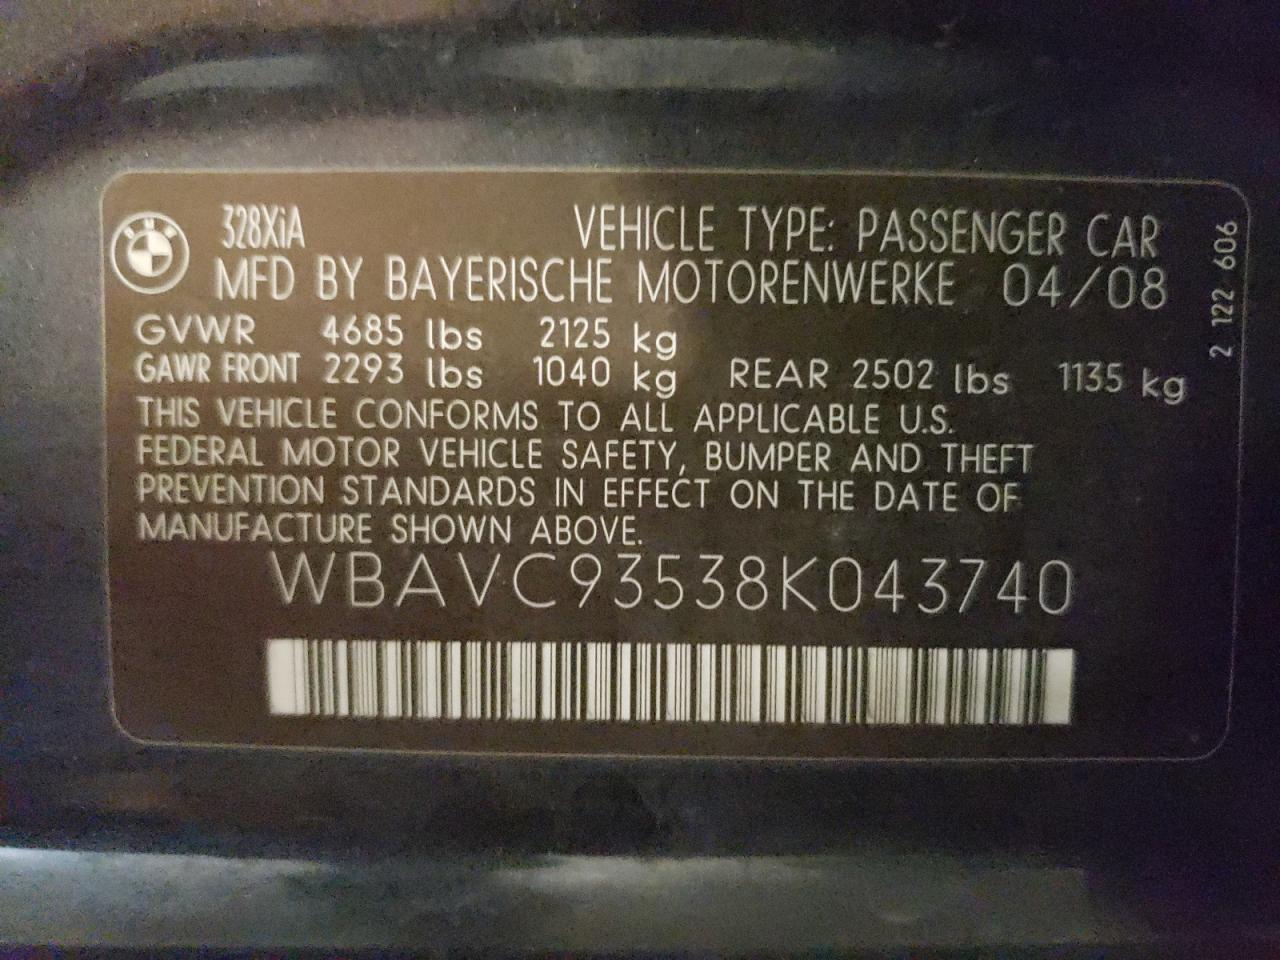 BMW
328XiA VEHICLE TYPE: PASSENGER CAR
MFD BY BAYERISCHE MOTORENWERKE 04/08
GVWR 4685 lbs 2125 kg
GAWR FRONT 2293 lbs 1040 kg REAR 2502 lbs 1135 kg
THIS VEHICLE CONFORMS TO ALL APPLICABLE U.S.
FEDERAL MOTOR VEHICLE SAFETY, BUMPER AND THEFT
PREVENTION STANDARDS IN EFFECT ON THE DATE OF
MANUFACTURE SHOWN ABOVE.
WBAVC93538K043740
2 122 606